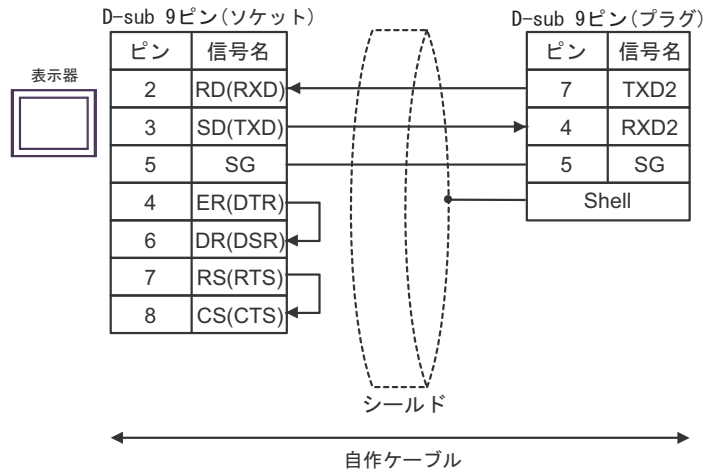 D-sub 9ピン(ソケット)
D-sub 9ピン(プラグ)
表示器
ピン 信号名
2 RD(RXD)
3 SD(TXD)
5 SG
4 ER(DTR)
6 DR(DSR)
7 RS(RTS)
8 CS(CTS)
ピン 信号名
7 TXD2
4 RXD2
5 SG
Shell
シールド
自作ケーブル